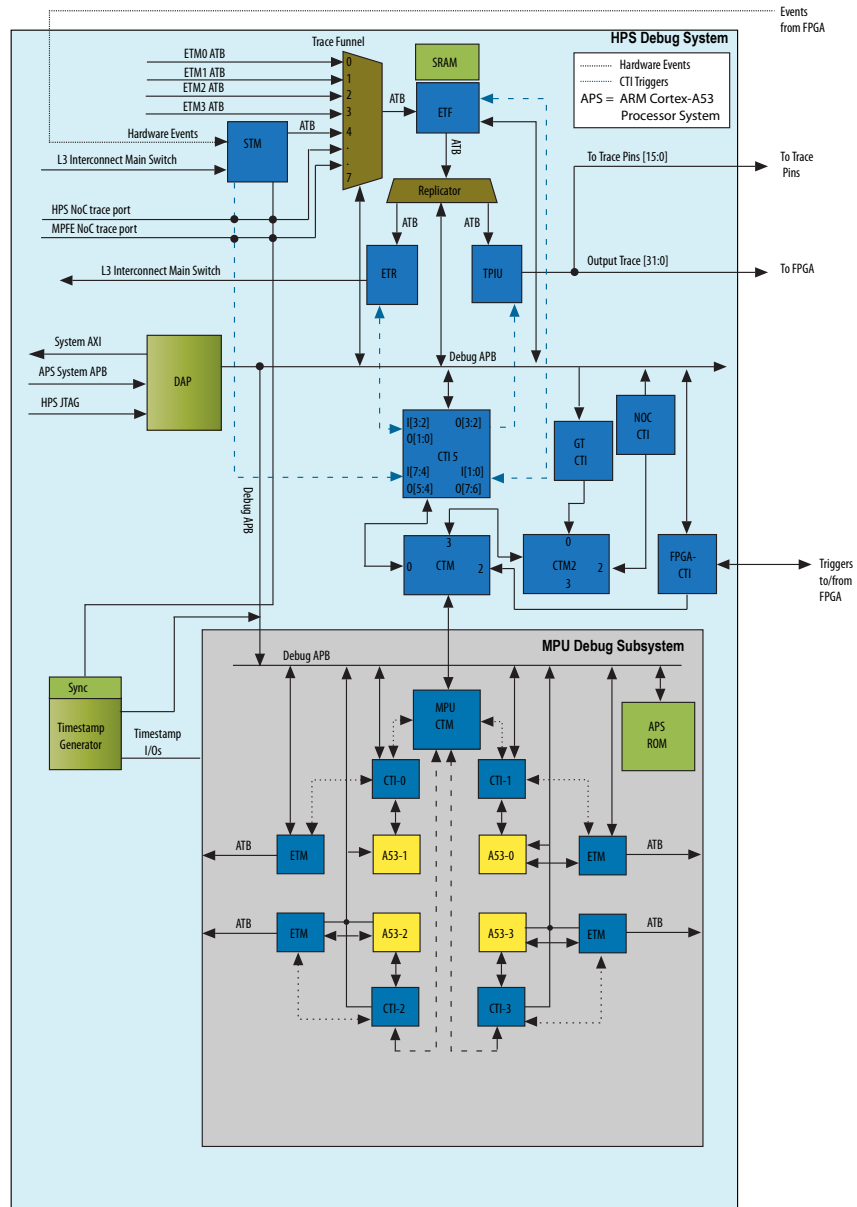 Events
from FPGA
HPS Debug System
Trace Funnel
ETM0 ATB
ETM1 ATB
ETM2 ATB
ETM3 ATB
0
1
2
3
4
-
-
7
SRAM
Hardware Events
CTI Triggers
APS = ARM Cortex-A53
Processor System
ATB
ETF
ATB
Hardware Events
STM
ATB
L3 Interconnect Main Switch
To Trace Pins [15:0]
To Trace
Pins
Replicator
HPS NoC trace port
MPFE NoC trace port
ATB
ATB
L3 Interconnect Main Switch
ETR
TPIU
Output Trace [31:0]
To FPGA
System AXI
APS System APB
HPS JTAG
DAP
Debug APB
I[3:2]
O[3:2]
O[1:0]
CTI 5
I[7:4]
I[1:0]
O[5:4]
O[7:6]
GT
CTI
NOC
CTI
Debug APB
3
0
CTM
2
0
CTM2
2
3
FPGA-
CTI
Triggers
to/from
FPGA
MPU Debug Subsystem
Debug APB
Sync
Timestamp
Generator
Timestamp
I/Os
MPU
CTM
APS
ROM
CTI-0
CTI-1
ATB
ETM
A53-1
A53-0
ETM
ATB
ATB
ETM
A53-2
A53-3
ETM
ATB
CTI-2
CTI-3